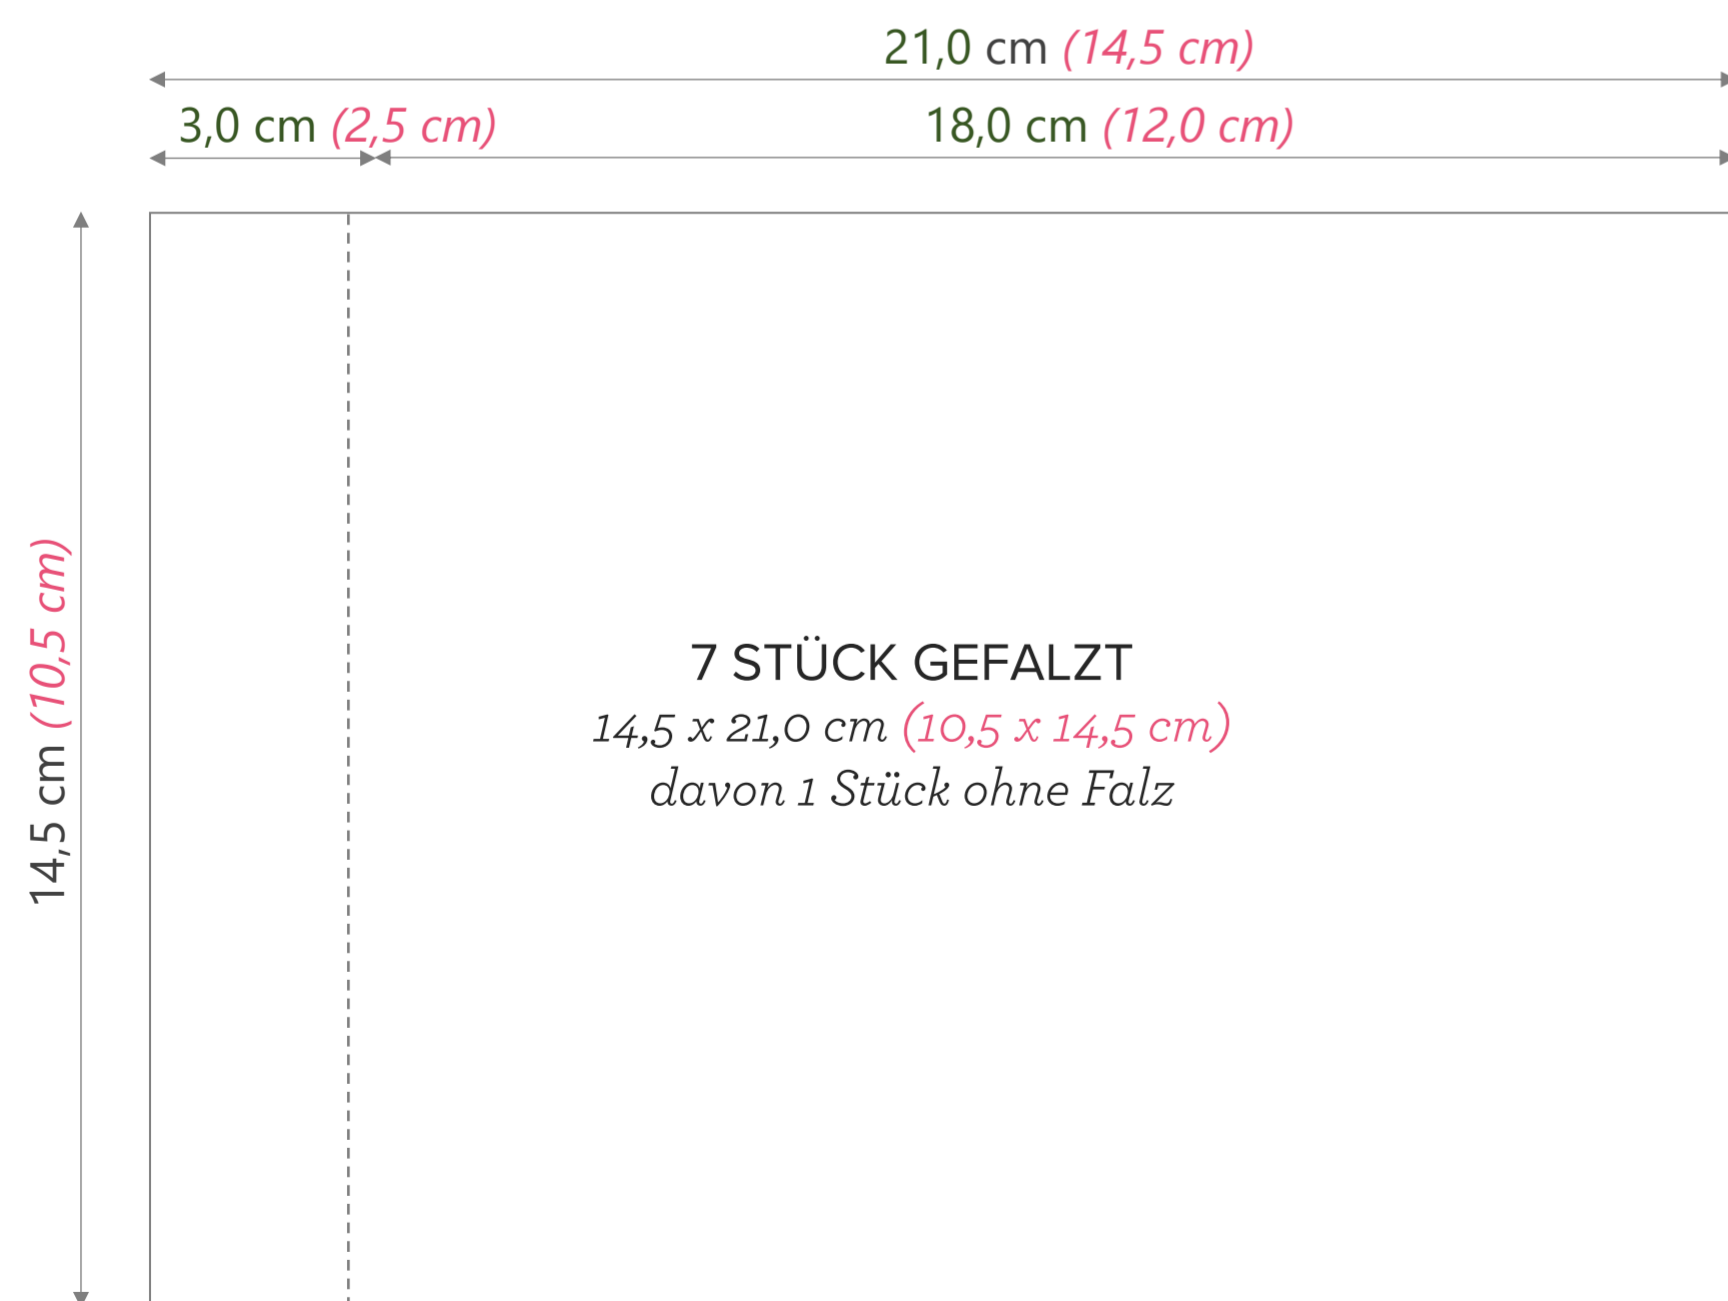 21,0 cm (14,5 cm)
3,0 cm (2,5 cm)
18,0 cm (12,0 cm)
14,5 cm (10,5 cm)
7 STÜCK GEFALZT
14,5 x 21,0 cm (10,5 x 14,5 cm)
davon 1 Stück ohne Falz